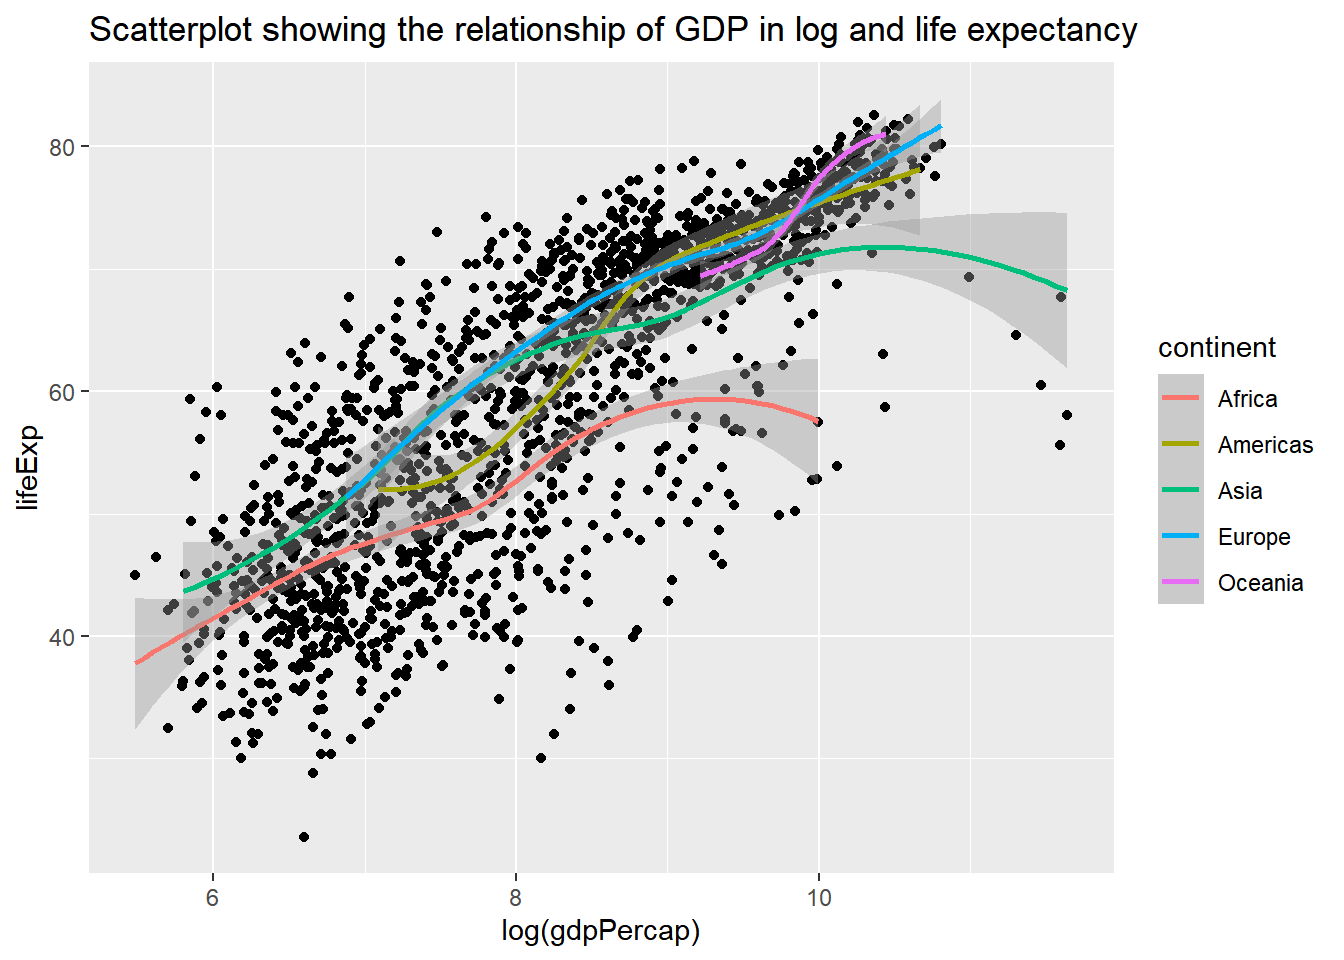 Scatterplot showing the relationship of GDP in log and life expectancy
80
60
40
lifeExp
6 8 10
log(gdpPercap)
continent
Africa
Americas
Asia
Europe
Oceania